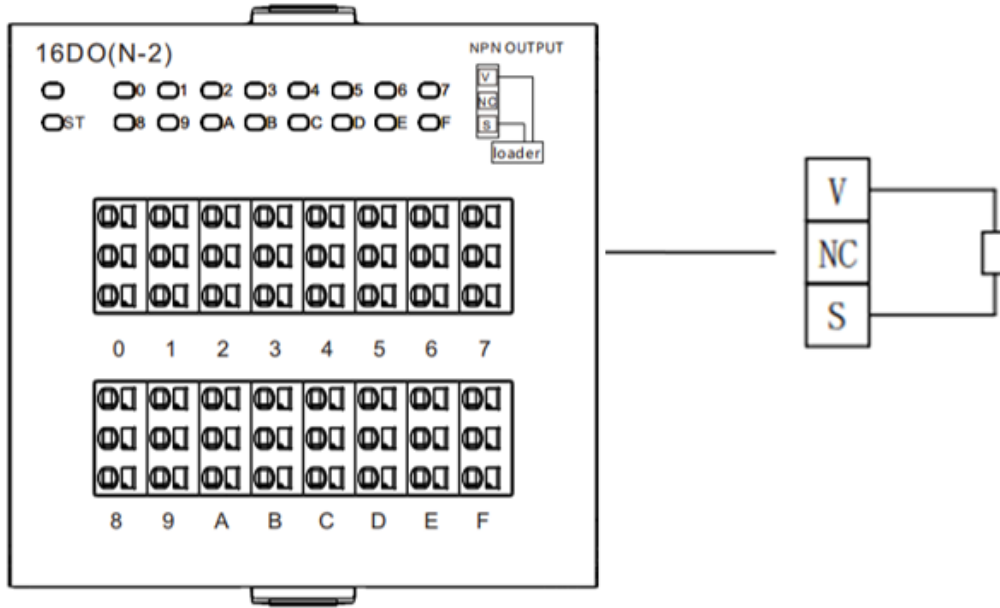 16DO(N-2)
NPN OUTPUT
0 1 2 3 4 5 6 7
ST 8 9 A B C D E F
V
NC
S
loader
0 1 2 3 4 5 6 7
8 9 A B C D E F
V
NC
S